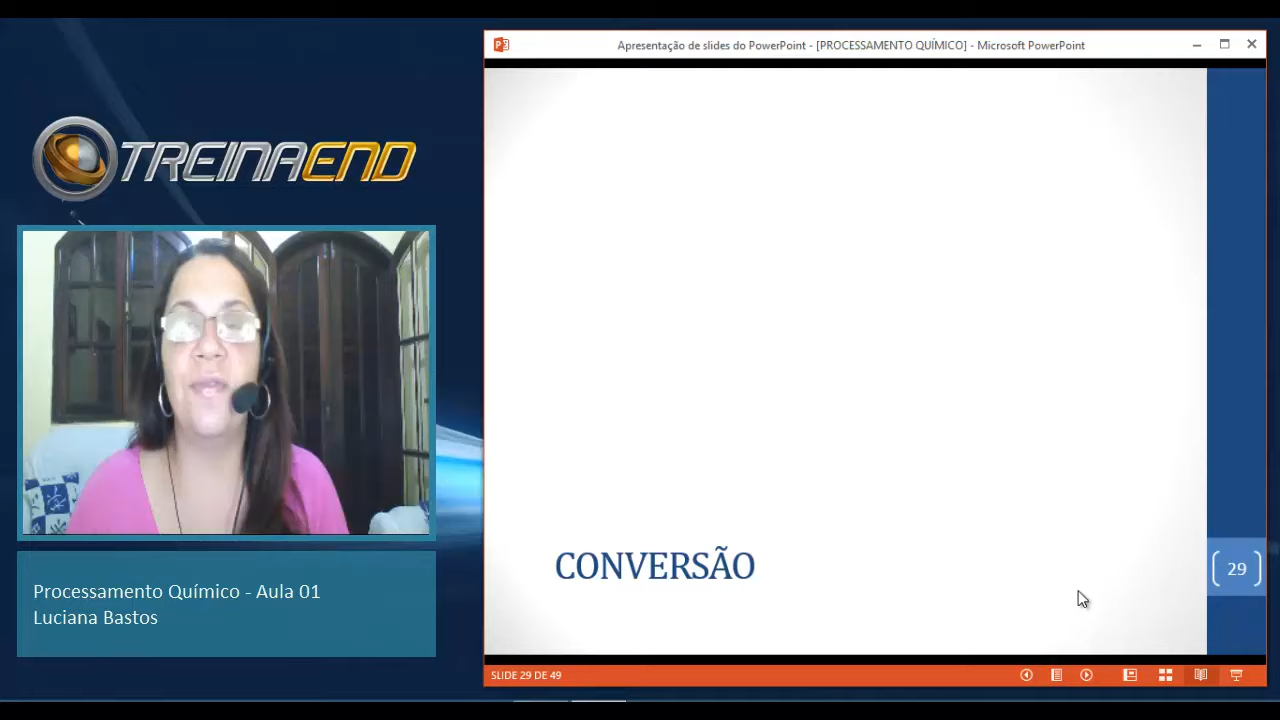 Apresentação de slides do PowerPoint - [PROCESSAMENTO QUÍMICO] - Microsoft PowerPoint
TREINAEND
CONVERSÃO
29
Processamento Químico - Aula 01
Luciana Bastos
SLIDE 29 DE 49